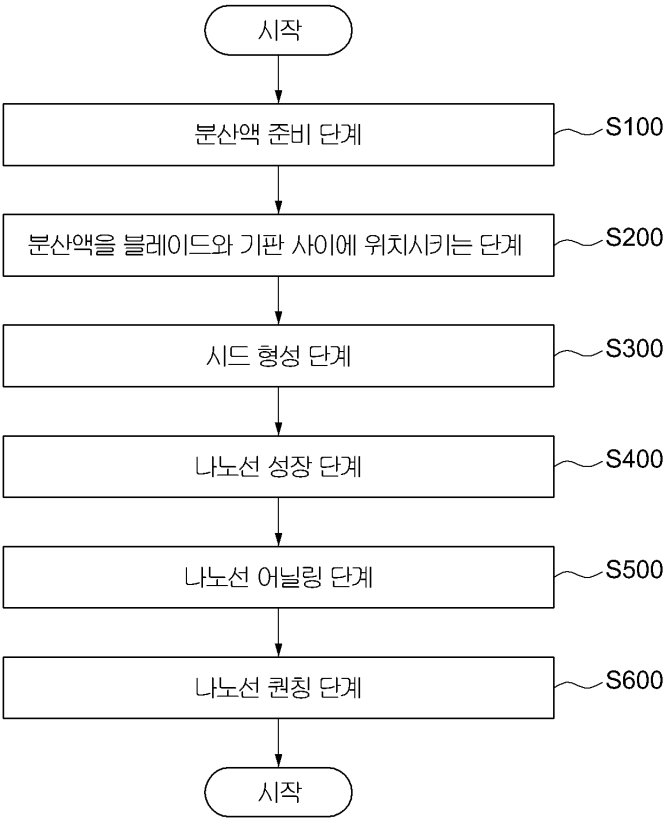 시작
분산액 준비 단계
S100
분산액을 블레이드와 기판 사이에 위치시키는 단계
S200
시드 형성 단계
S300
나노선 성장 단계
S400
나노선 어닐링 단계
S500
나노선 퀀칭 단계
S600
시작